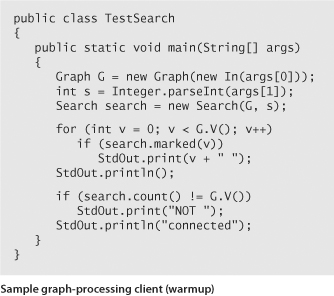 public class TestSearch
{
   public static void main(String[] args)
   {
      Graph G = new Graph(new In(args[0]));
      int s = Integer.parseInt(args[1]);
      Search search = new Search(G, s);

      for (int v = 0; v < G.V(); v++)
         if (search.marked(v))
            StdOut.print(v + " ");
      StdOut.println();

      if (search.count() != G.V())
         StdOut.print("NOT ");
      StdOut.println("connected");
   }
}
Sample graph-processing client (warmup)